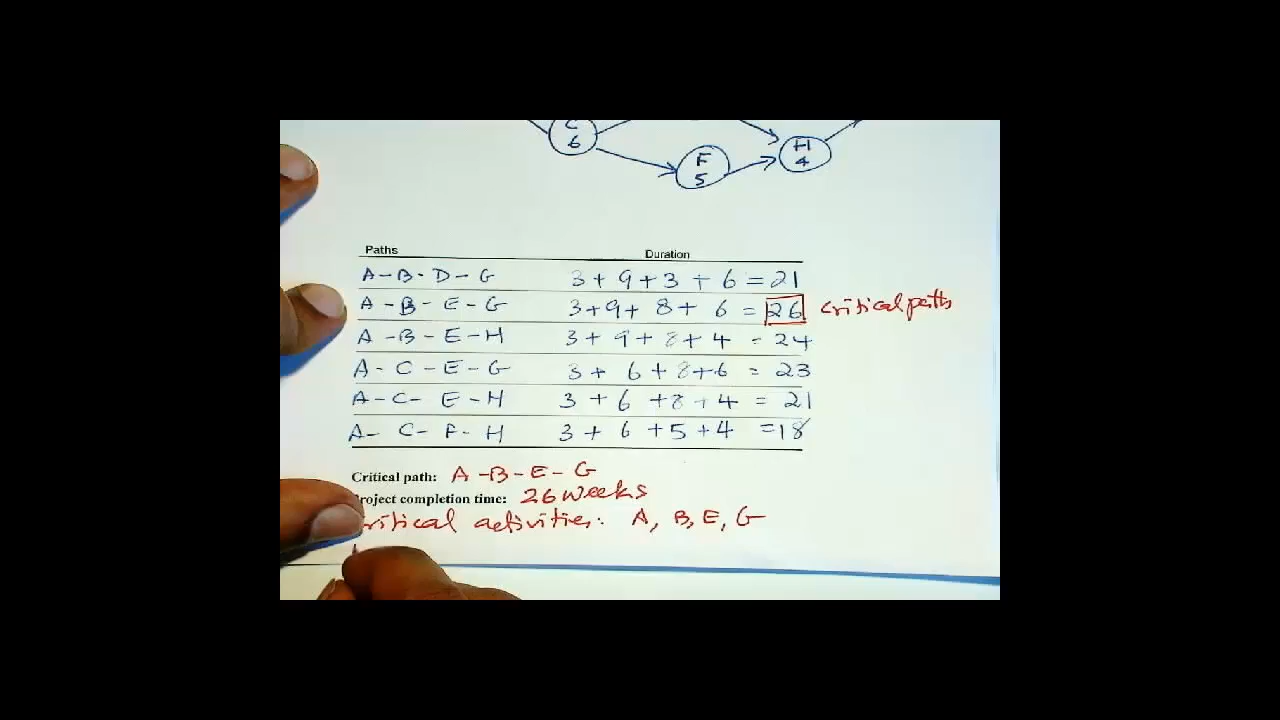 C
6
F
5
H
4
Paths Duration
A-B-D-G 3+9+3+6=21
A-B-E-G 3+9+8+6=26 Critical path
A-B-E-H 3+9+8+4=24
A-C-E-G 3+6+8+6=23
A-C-E-H 3+6+8+4=21
A-C-F-H 3+6+5+4=18
Critical path: A-B-E-G
Project completion time: 26 weeks
Critical activities: A, B, E, G